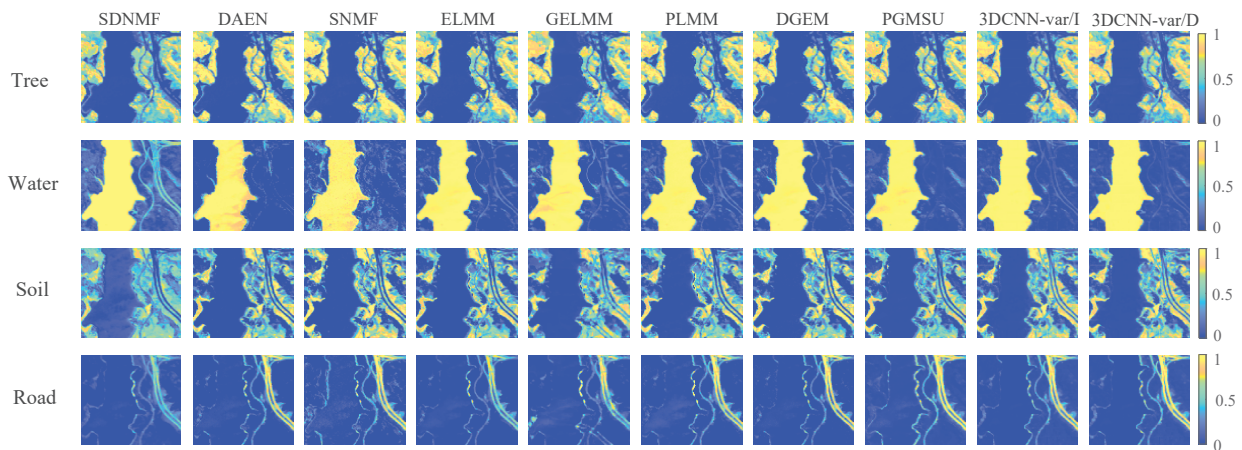 SDNMF DAEN SNMF ELMM GELMM PLMM DGEM PGMSU 3DCNN-var/I 3DCNN-var/D
Tree
1
0.5
0
Water
1
0.5
0
Soil
1
0.5
0
Road
1
0.5
0